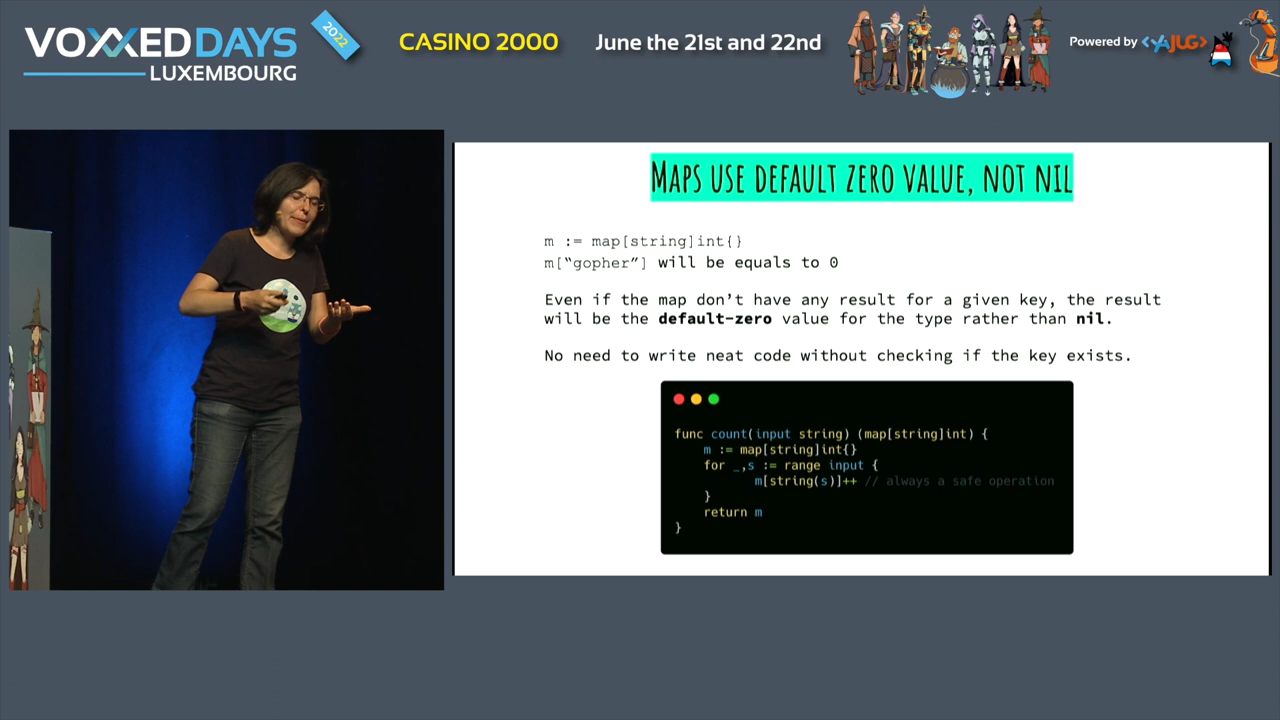 VOXXED DAYS
LUXEMBOURG
2022
CASINO 2000
June the 21st and 22nd
Powered by <YAJUG>
MAPS USE DEFAULT ZERO VALUE, NOT NIL
m := map[string]int{}
m[“gopher”] will be equals to 0
Even if the map don’t have any result for a given key, the result
will be the default-zero value for the type rather than nil.
No need to write neat code without checking if the key exists.
func count(input string) (map[string]int) {
m := map[string]int{}
for _,s := range input {
m[string(s)]++ // always a safe operation
}
return m
}